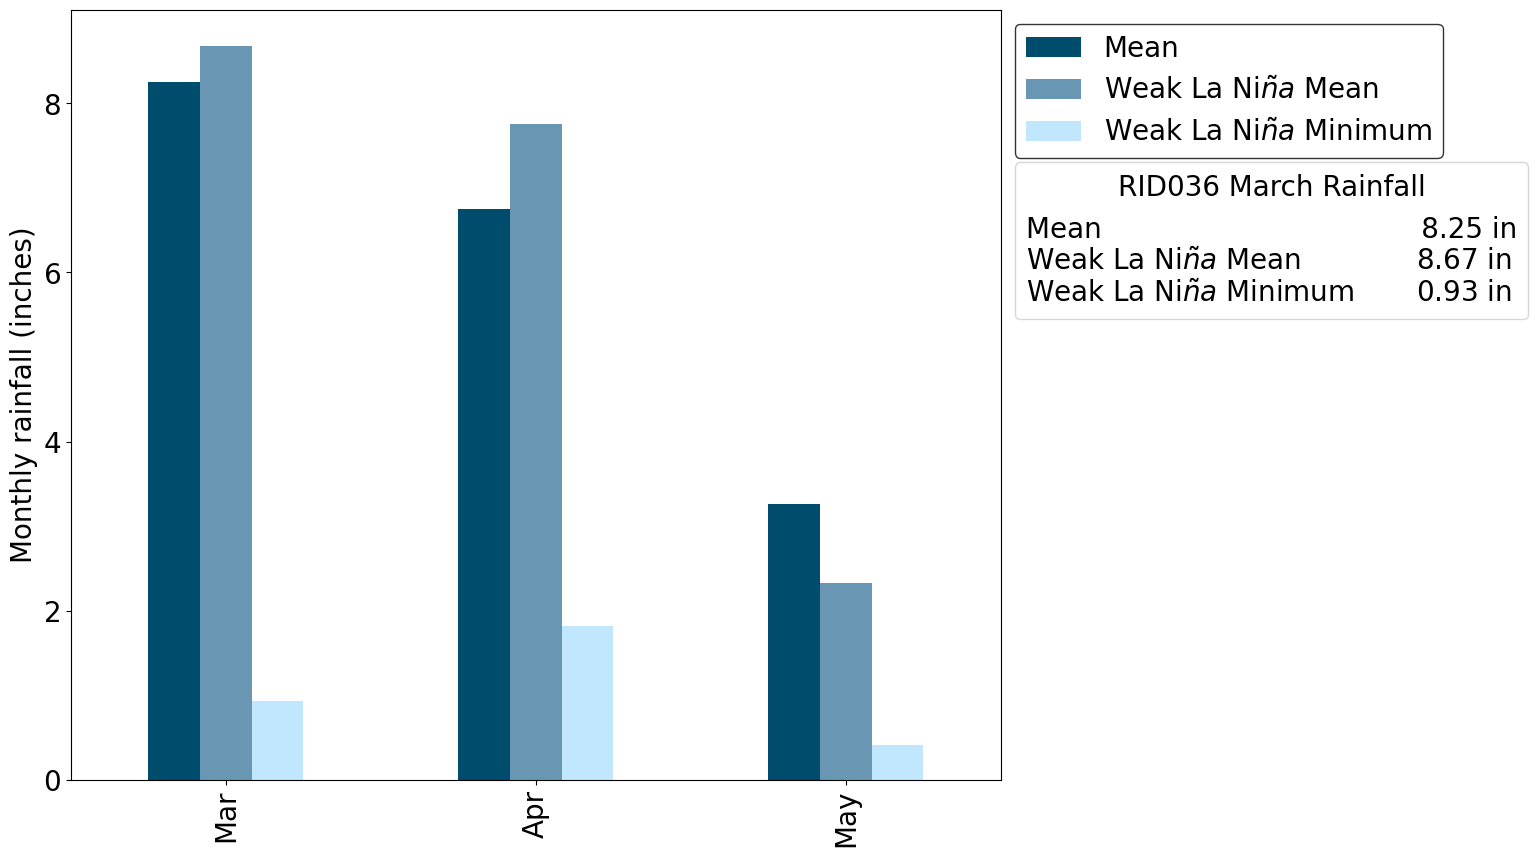 Monthly rainfall (inches)
8
6
4
2
0
Mar
Apr
May
Mean
Weak La Niña Mean
Weak La Niña Minimum
RID036 March Rainfall
Mean 8.25 in
Weak La Niña Mean 8.67 in
Weak La Niña Minimum 0.93 in